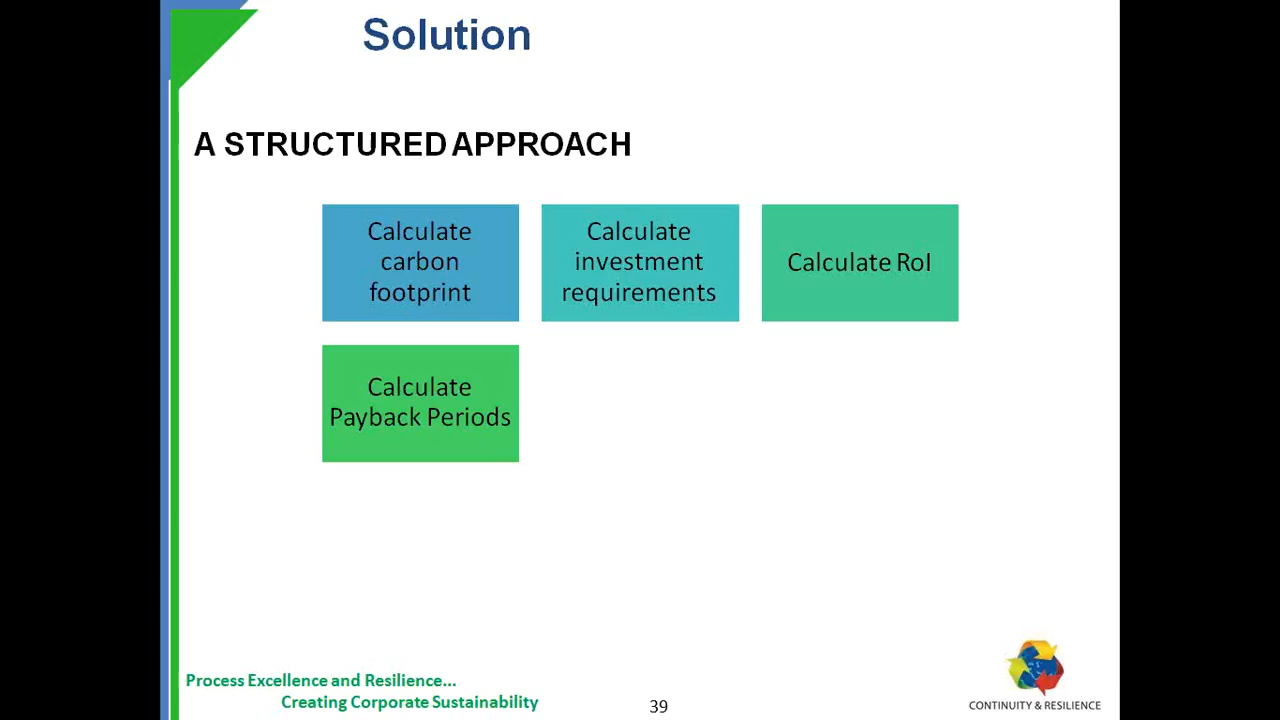 Solution
A STRUCTURED APPROACH
Calculate
carbon
footprint
Calculate
investment
requirements
Calculate RoI
Calculate
Payback Periods
Process Excellence and Resilience...
Creating Corporate Sustainability
39
CONTINUITY & RESILIENCE